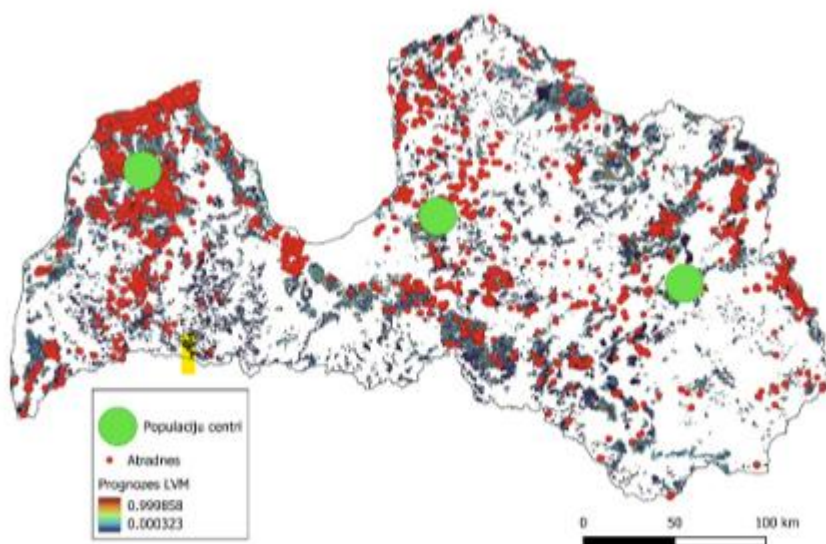 Populaciju centri
Atradnes
Prognozes LVM
0.999858
0.000323
0 50 100 km